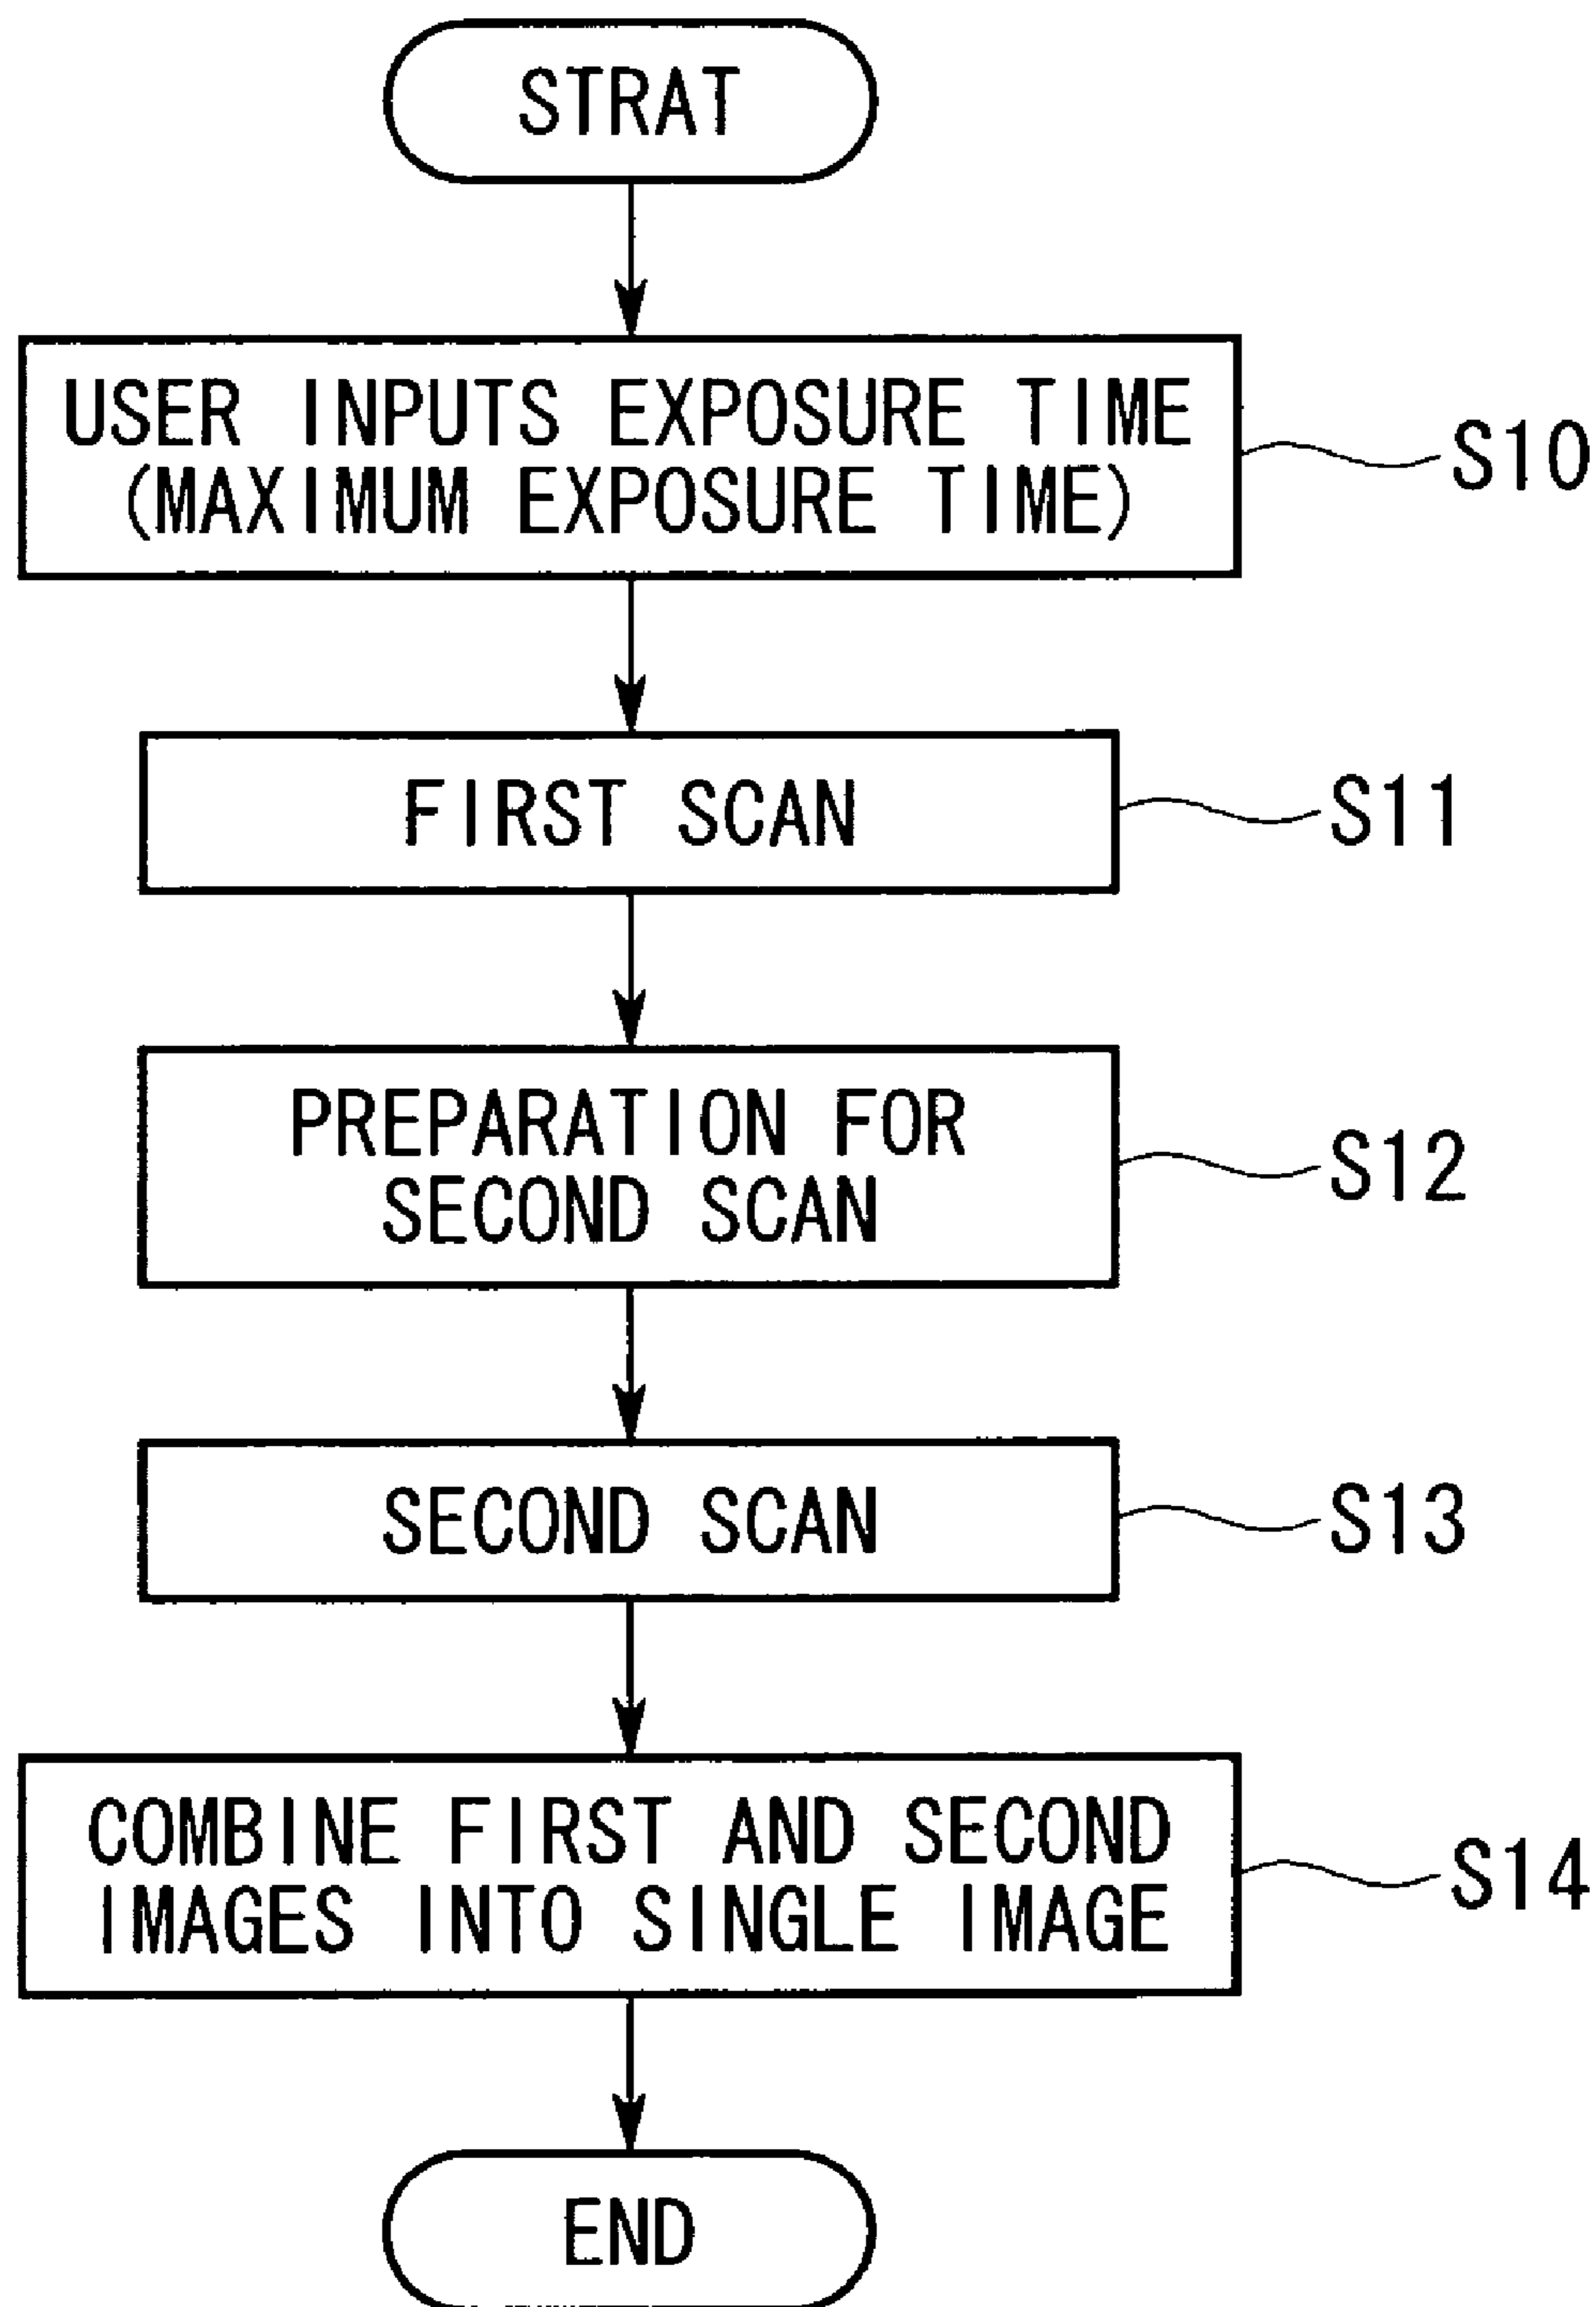 STRAT
USER INPUTS EXPOSURE TIME
(MAXIMUM EXPOSURE TIME)
S10
FIRST SCAN
S11
PREPARATION FOR
SECOND SCAN
S12
SECOND SCAN
S13
COMBINE FIRST AND SECOND
IMAGES INTO SINGLE IMAGE
S14
END